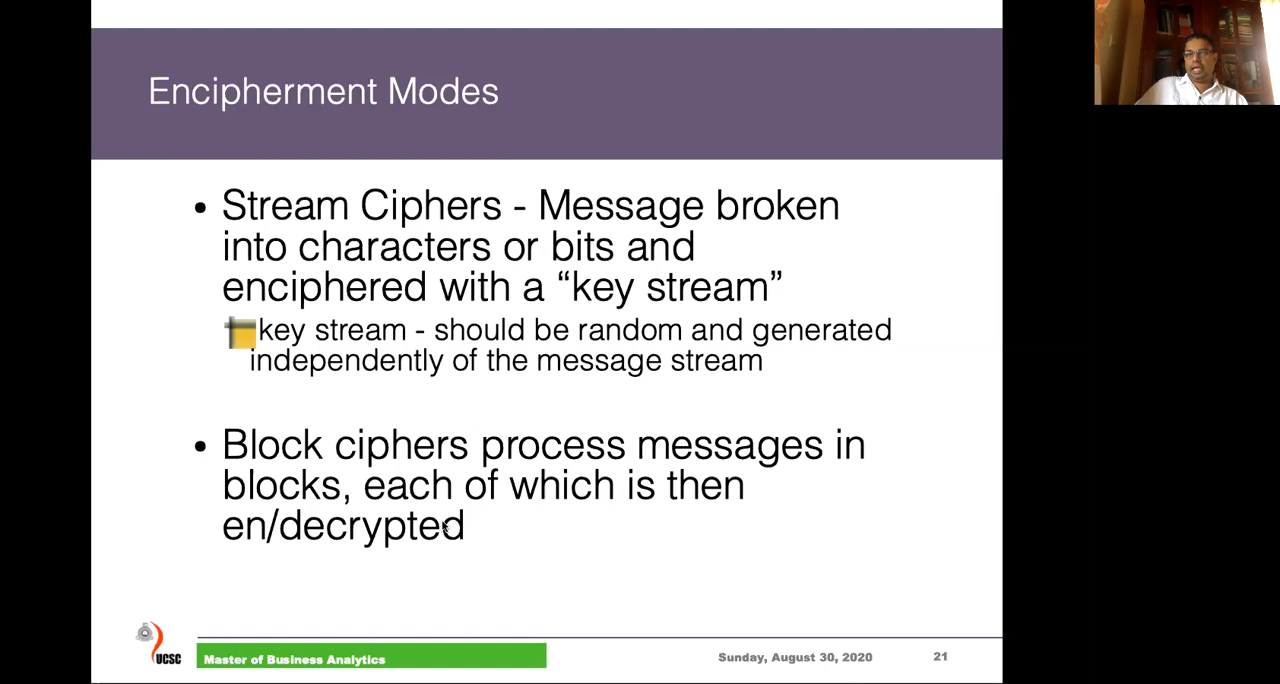 Encipherment Modes
• Stream Ciphers - Message broken
into characters or bits and
enciphered with a “key stream”
key stream - should be random and generated
independently of the message stream
• Block ciphers process messages in
blocks, each of which is then
en/decrypted
UCSC
Master of Business Analytics
Sunday, August 30, 2020
21